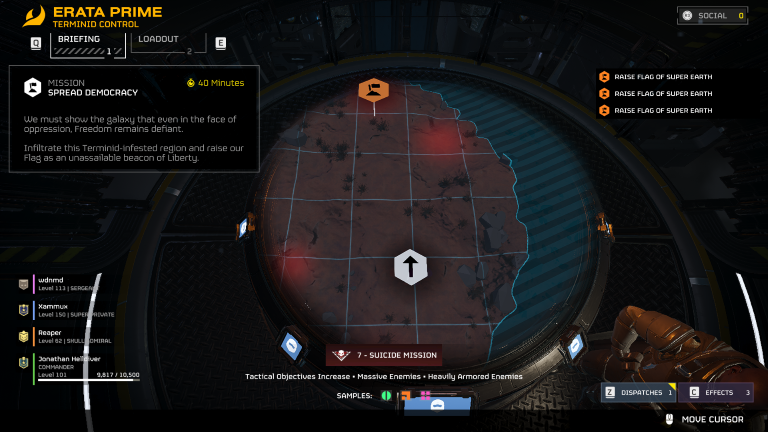 ERATA PRIME
TERMINID CONTROL
SOCIAL 0
Q
BRIEFING
1
LOADOUT
2
E
MISSION
SPREAD DEMOCRACY
40 Minutes
We must show the galaxy that even in the face of
oppression, Freedom remains defiant.
Infiltrate this Terminid-infested region and raise our
Flag as an unassailable beacon of Liberty.
RAISE FLAG OF SUPER EARTH
RAISE FLAG OF SUPER EARTH
RAISE FLAG OF SUPER EARTH
wdnmd
Level 113 | SERGEA
Xammux
Level 150 | SUPER PRIVATE
Reaper
Level 62 | SKULL ADMIRAL
Jonathan Helldiver
COMMANDER
Level 101
9,817 / 10,500
7 - SUICIDE MISSION
Tactical Objectives Increase • Massive Enemies • Heavily Armored Enemies
SAMPLES:
Z DISPATCHES 1
C EFFECTS 3
MOVE CURSOR